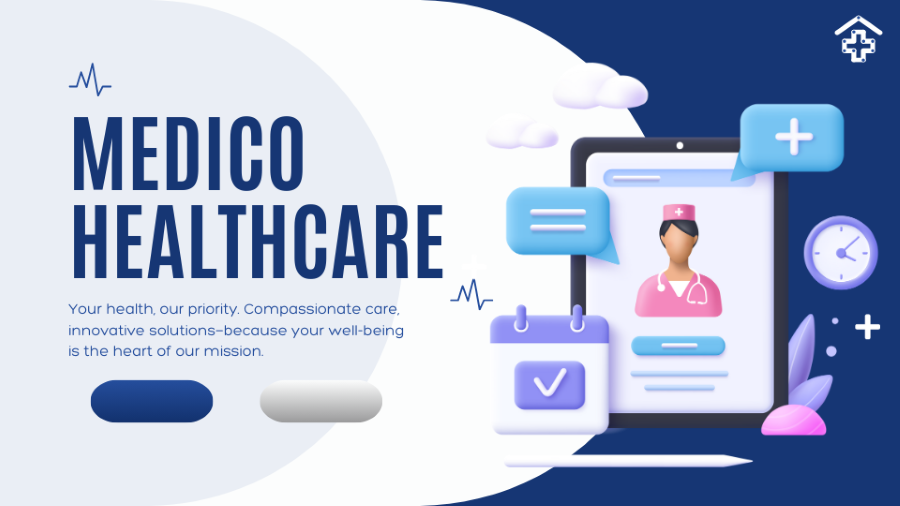 MEDICO
HEALTHCARE
Your health, our priority. Compassionate care,
innovative solutions—because your well-being
is the heart of our mission.